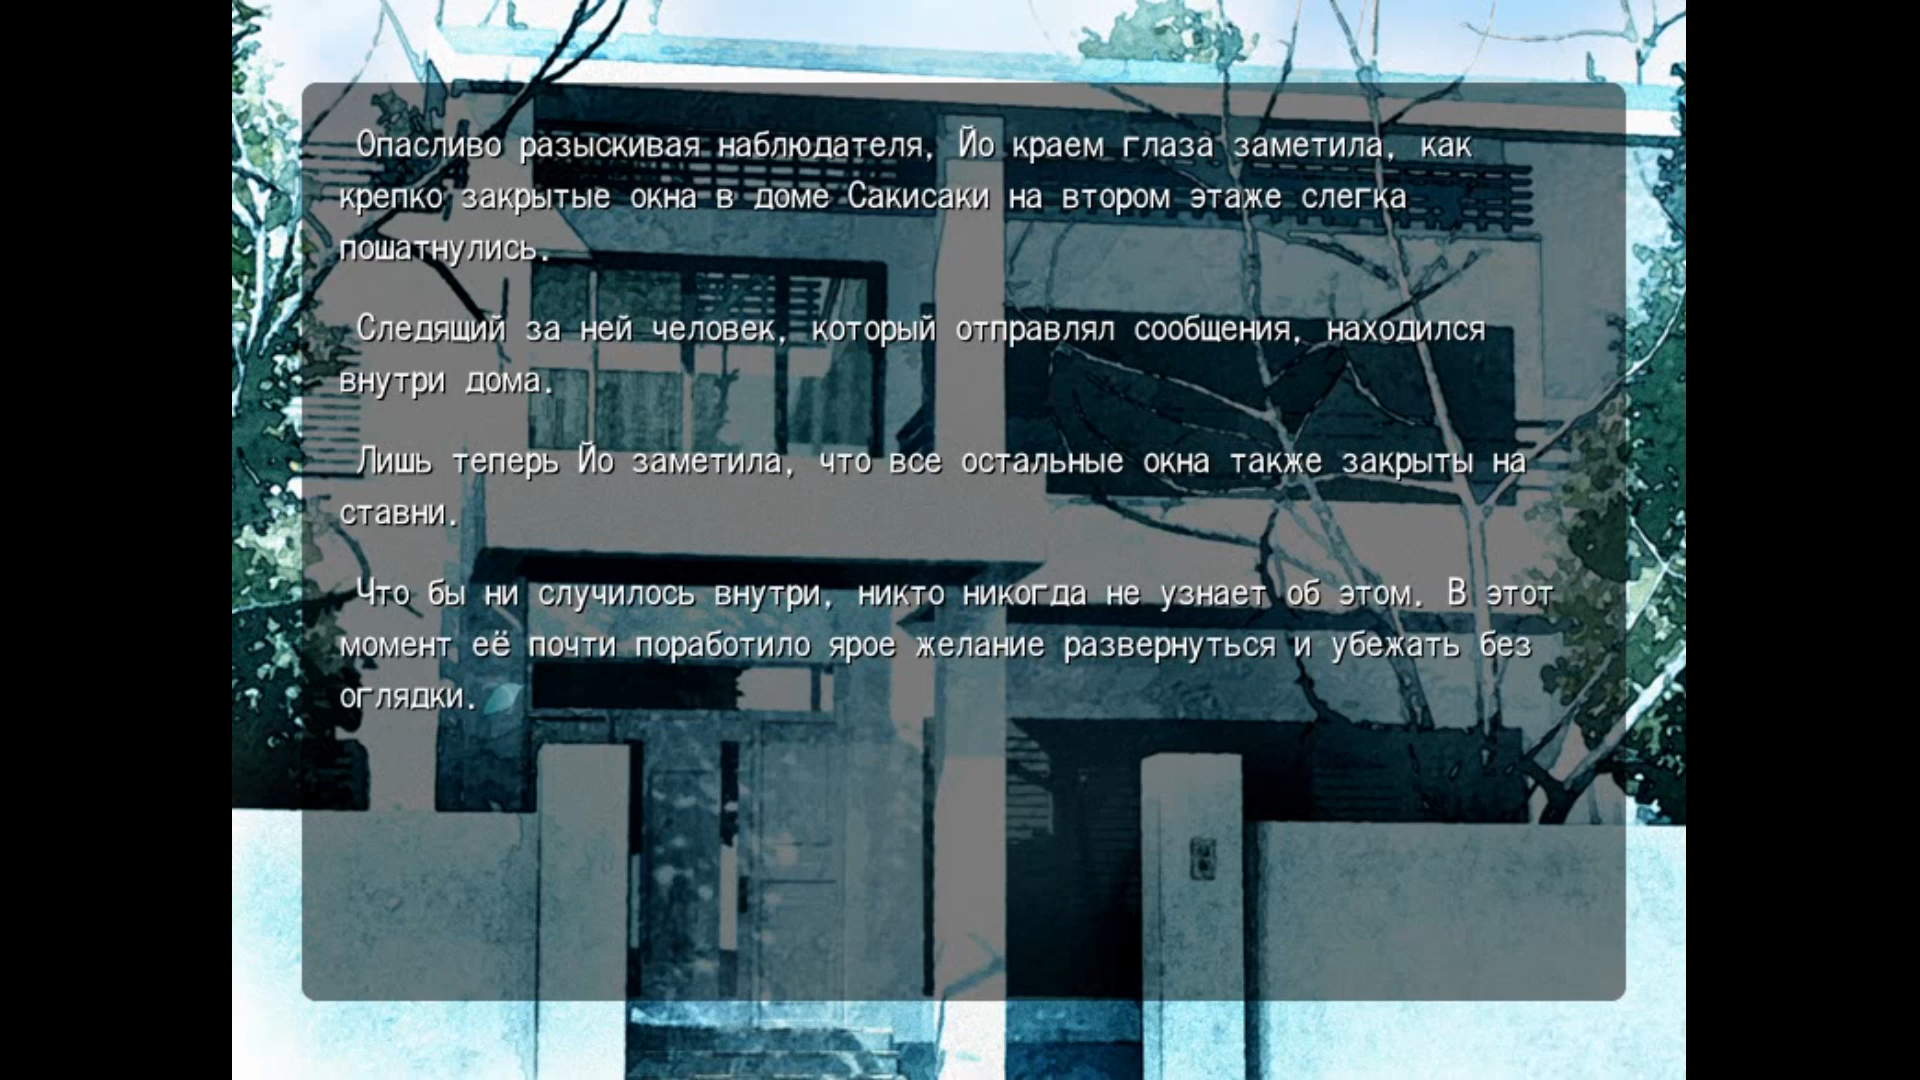 Опасливо разыскивая наблюдателя, Йо краем глаза заметила, как
крепко закрытые окна в доме Сакисаки на втором этаже слегка
пошатнулись.
Следящий за ней человек, который отправлял сообщения, находился
внутри дома.
Лишь теперь Йо заметила, что все остальные окна также закрыты на
ставни.
Что бы ни случилось внутри, никто никогда не узнает об этом. В этот
момент её почти поработило ярое желание развернуться и убежать без
оглядки.